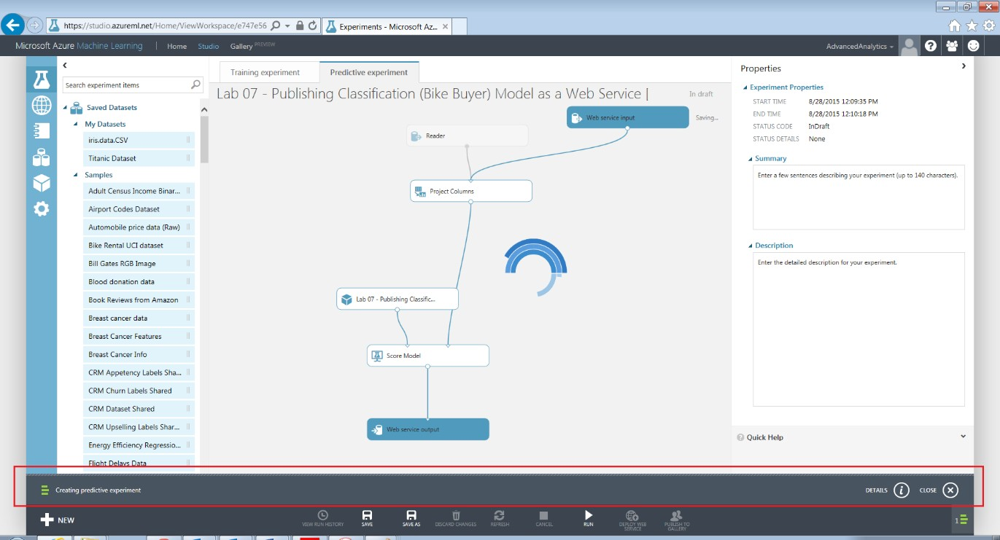 https://studio.azureml.net/Home/ViewWorkspace/e747e56
Experiments - Microsoft Az...
Microsoft Azure Machine Learning
Home
Studio
Gallery PREVIEW
AdvancedAnalytics
Search experiment items
Saved Datasets
My Datasets
iris.data.CSV
Titanic Dataset
Samples
Adult Census Income Binar...
Airport Codes Dataset
Automobile price data (Raw)
Bike Rental UCI dataset
Bill Gates RGB Image
Blood donation data
Book Reviews from Amazon
Breast cancer data
Breast Cancer Features
Breast Cancer Info
CRM Appetency Labels Sha...
CRM Churn Labels Shared
CRM Dataset Shared
CRM Upselling Labels Shar...
Energy Efficiency Regressio...
Flight Delays Data
Training experiment
Predictive experiment
Lab 07 - Publishing Classification (Bike Buyer) Model as a Web Service |
In draft
Saving...
Web service input
Reader
Project Columns
Lab 07 - Publishing Classific...
Score Model
Web service output
Properties
Experiment Properties
START TIME 8/28/2015 12:09:35 PM
END TIME 8/28/2015 12:10:18 PM
STATUS CODE InDraft
STATUS DETAILS None
Summary
Enter a few sentences describing your experiment (up to 140 characters).
Description
Enter the detailed description for your experiment.
Quick Help
Creating predictive experiment
DETAILS
CLOSE
NEW
VIEW RUN HISTORY
SAVE
SAVE AS
DISCARD CHANGES
REFRESH
CANCEL
RUN
DEPLOY WEB
SERVICE
PUBLISH TO
GALLERY
1